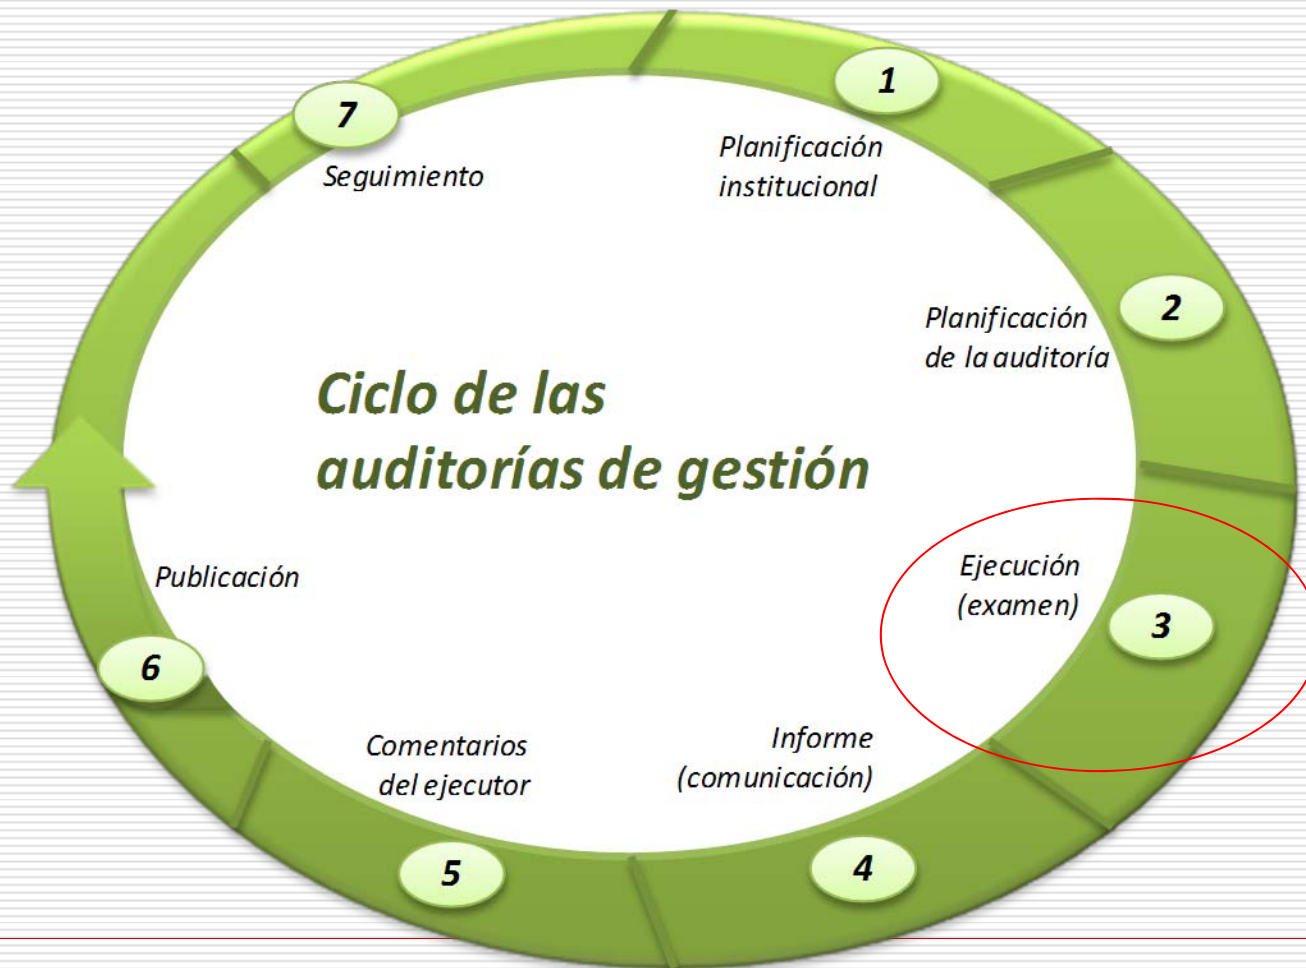 Ciclo de las
auditorías de gestión
1
Planificación
institucional
2
Planificación
de la auditoría
3
Ejecución
(examen)
4
Informe
(comunicación)
5
Comentarios
del ejecutor
6
Publicación
7
Seguimiento